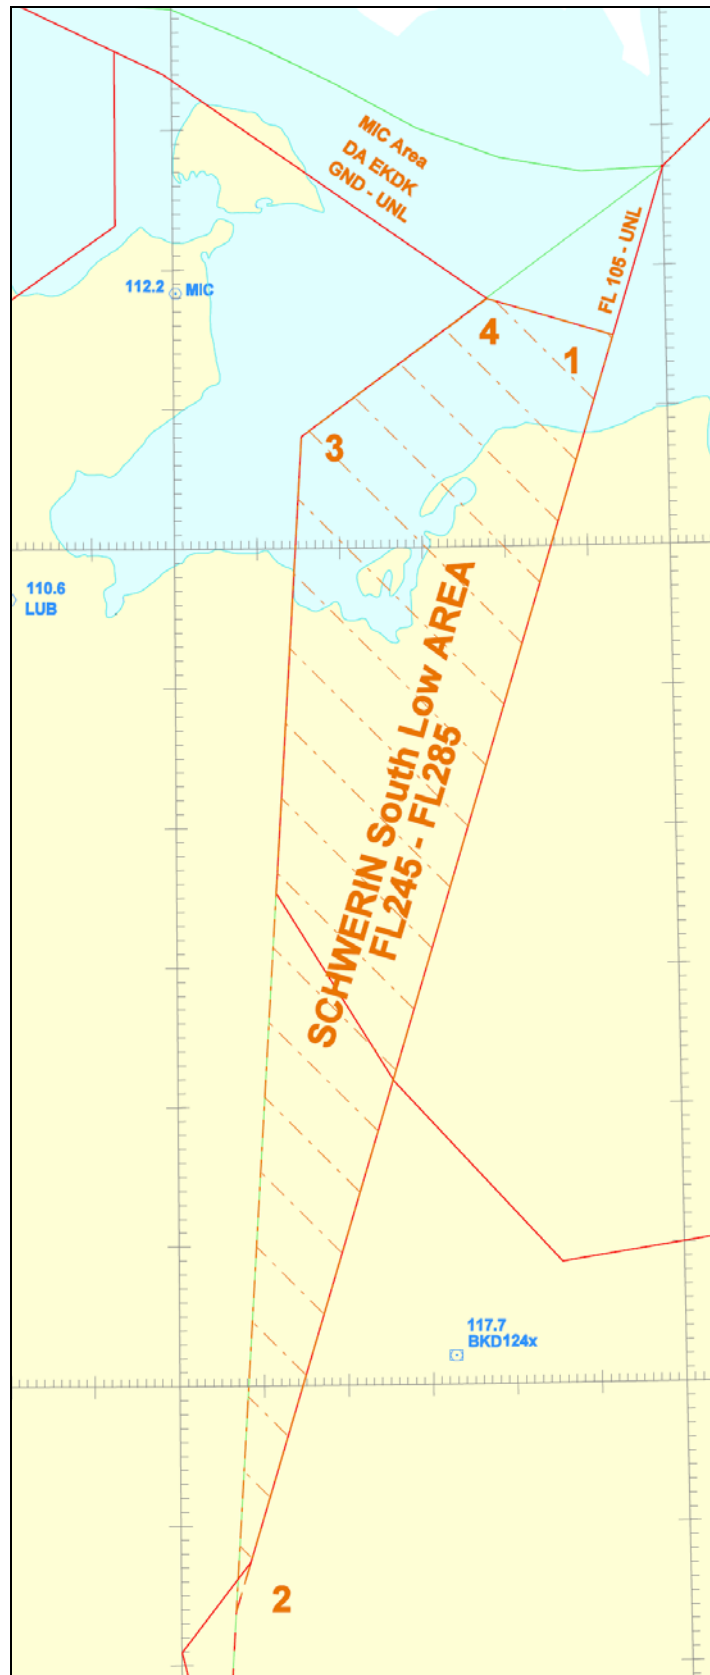 MIC Area
DA EKDK
GND - UNL
FL 105 - UNL
112.2 MIC
4
1
3
110.6
LUB
SCHWERIN South Low AREA
FL245 - FL285
117.7
BKD124x
2